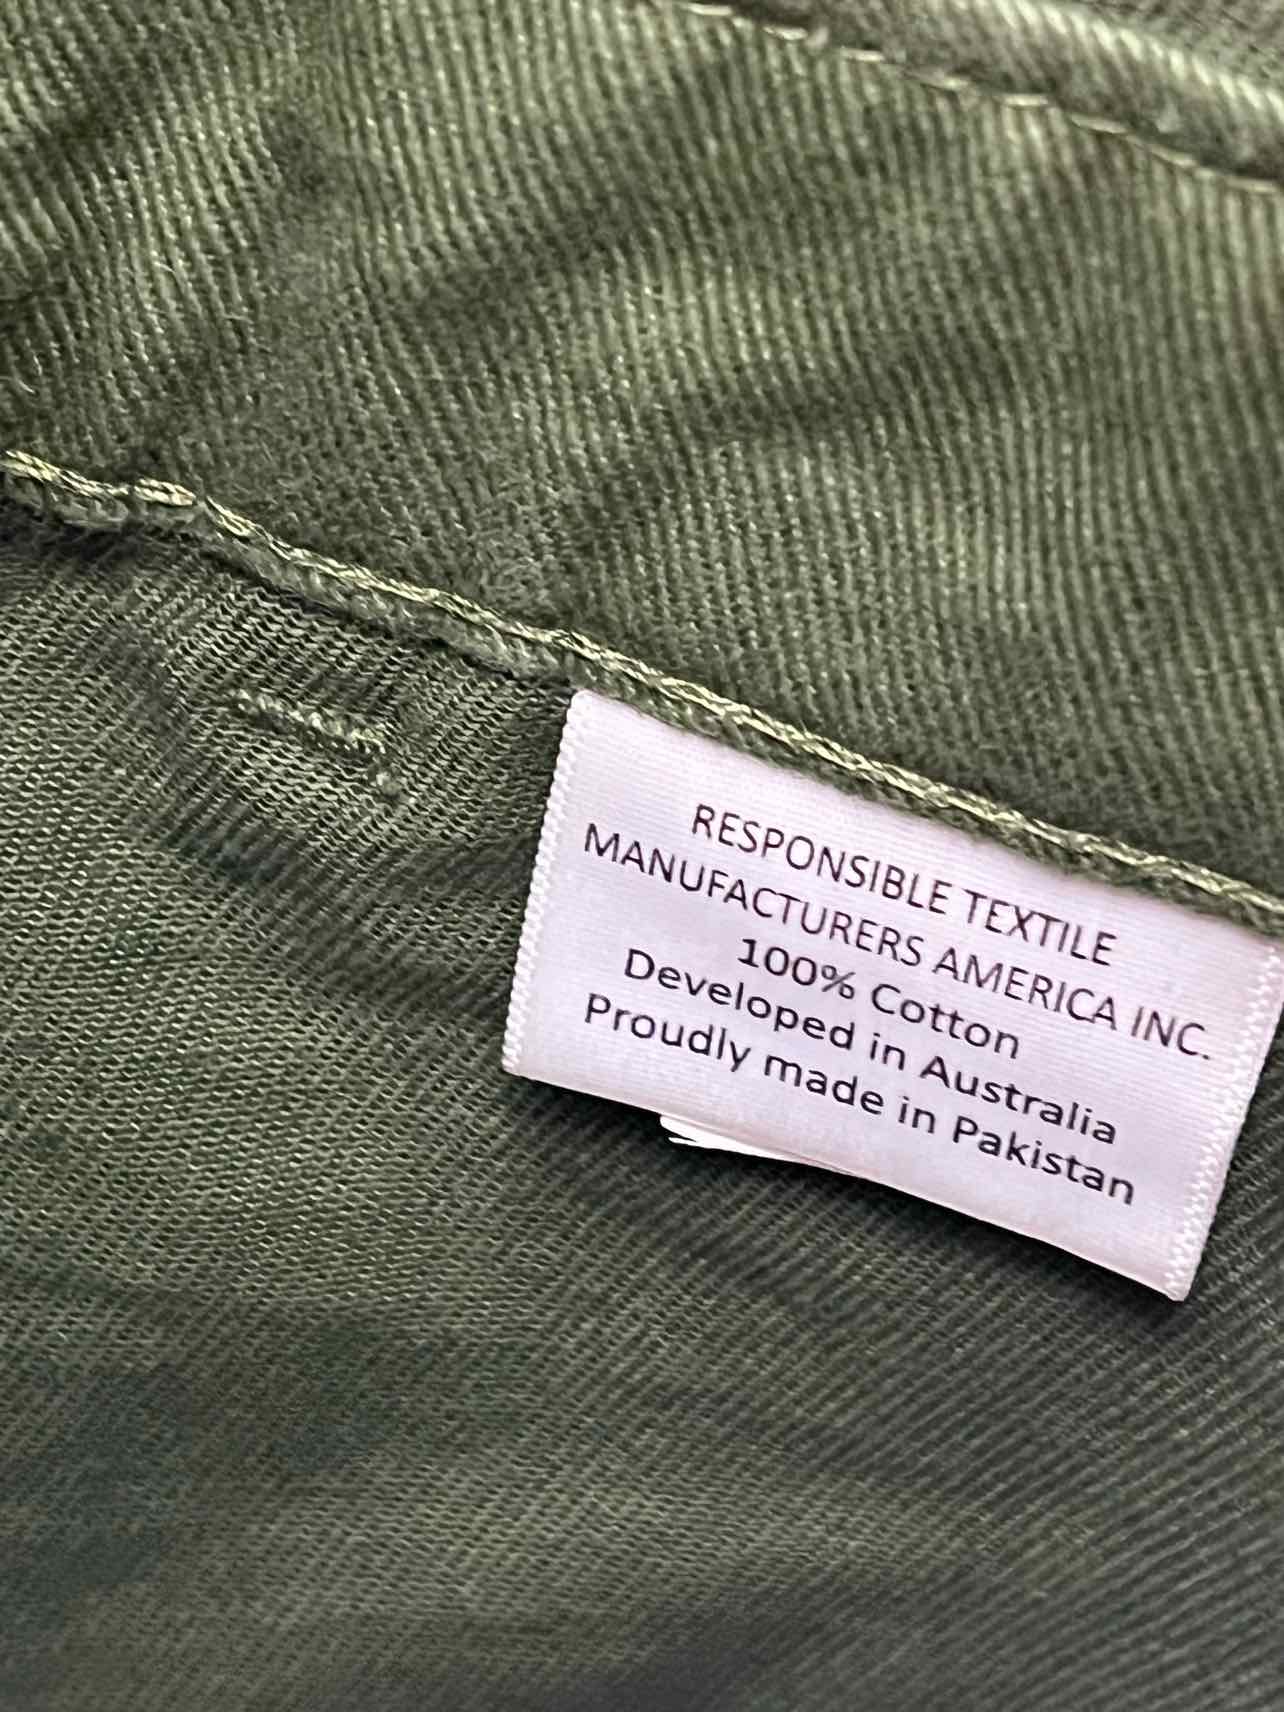 RESPONSIBLE TEXTILE
MANUFACTURERS AMERICA INC.
100% Cotton
Developed in Australia
Proudly made in Pakistan